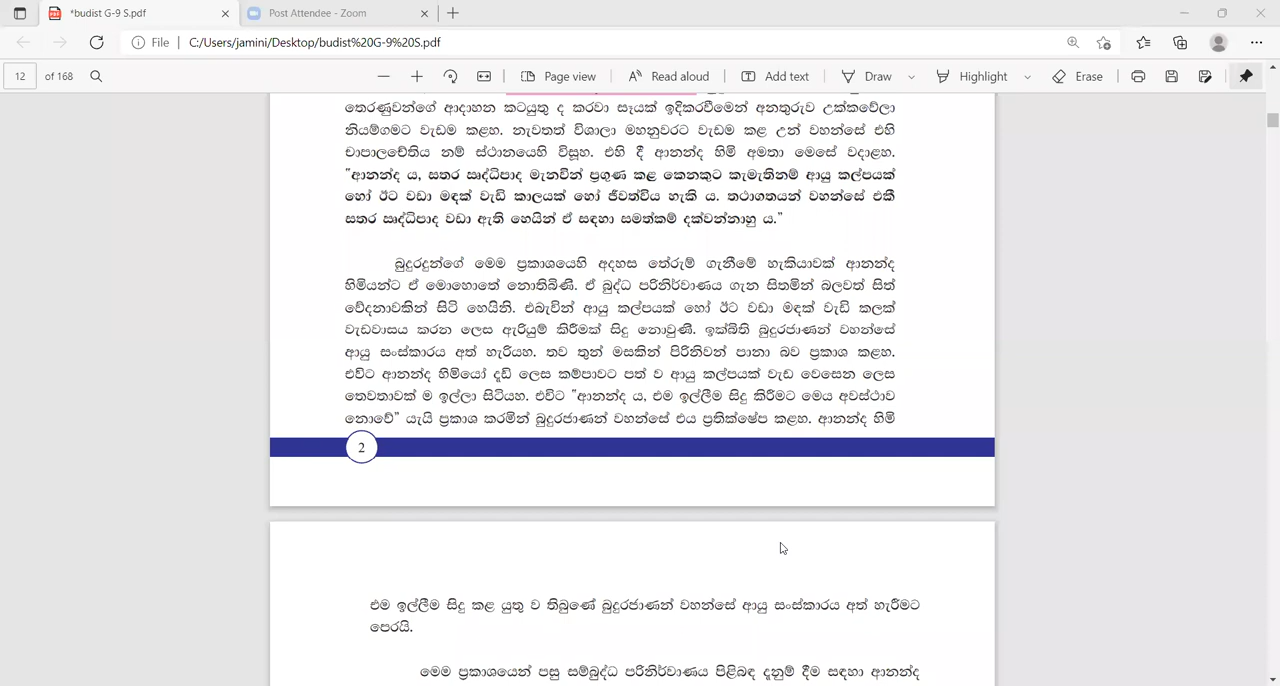 *budist G-9 S.pdf
Post Attendee - Zoom
File | C:/Users/jamini/Desktop/budist%20G-9%20S.pdf
12 of 168
Page view
Read aloud
Add text
Draw
Highlight
Erase
තෙරණුවන්ගේ ආදාහන කටයුතු ද කරවා සෑයක් ඉදිකරවීමෙන් අනතුරුව උක්කචේලා
නියම්ගමට වැඩම කළහ. නැවතත් විශාලා මහනුවරට වැඩම කළ උන් වහන්සේ එහි
චාපාලචේතිය නම් ස්ථානයෙහි විසූහ. එහි දී ආනන්ද හිමි අමතා මෙසේ වදාළහ.
"ආනන්ද ය, සතර ඍද්ධිපාද මැනවින් ප්‍රගුණ කළ කෙනකුට කැමැතිනම් ආයු කල්පයක්
හෝ ඊට වඩා මඳක් වැඩි කාලයක් හෝ ජීවත්විය හැකි ය. තථාගතයන් වහන්සේ එකී
සතර ඍද්ධිපාද වඩා ඇති හෙයින් ඒ සඳහා සමත්කම් දක්වන්නාහු ය."
බුදුරදුන්ගේ මෙම ප්‍රකාශයෙහි අදහස තේරුම් ගැනීමේ හැකියාවක් ආනන්ද
හිමියන්ට ඒ මොහොතේ නොතිබිණි. ඒ බුද්ධ පරිනිර්වාණය ගැන සිතමින් බලවත් සිත්
වේදනාවකින් සිටි හෙයිනි. එබැවින් ආයු කල්පයක් හෝ ඊට වඩා මඳක් වැඩි කලක්
වැඩවාසය කරන ලෙස ඇරියුම් කිරීමක් සිදු නොවුණි. ඉක්බිති බුදුරජාණන් වහන්සේ
ආයු සංස්කාරය අත් හැරියහ. තව තුන් මසකින් පිරිනිවන් පානා බව ප්‍රකාශ කළහ.
එවිට ආනන්ද හිමියෝ දැඩි ලෙස කම්පාවට පත් ව ආයු කල්පයක් වැඩ වෙසෙන ලෙස
තෙවතාවක් ම ඉල්ලා සිටියහ. එවිට "ආනන්ද ය, එම ඉල්ලීම සිදු කිරීමට මෙය අවස්ථාව
නොවේ" යැයි ප්‍රකාශ කරමින් බුදුරජාණන් වහන්සේ එය ප්‍රතික්ෂේප කළහ. ආනන්ද හිමි
2
එම ඉල්ලීම සිදු කළ යුතු ව තිබුණේ බුදුරජාණන් වහන්සේ ආයු සංස්කාරය අත් හැරීමට
පෙරයි.
මෙම ප්‍රකාශයෙන් පසු සම්බුද්ධ පරිනිර්වාණය පිළිබඳ දැනුම් දීම සඳහා ආනන්ද